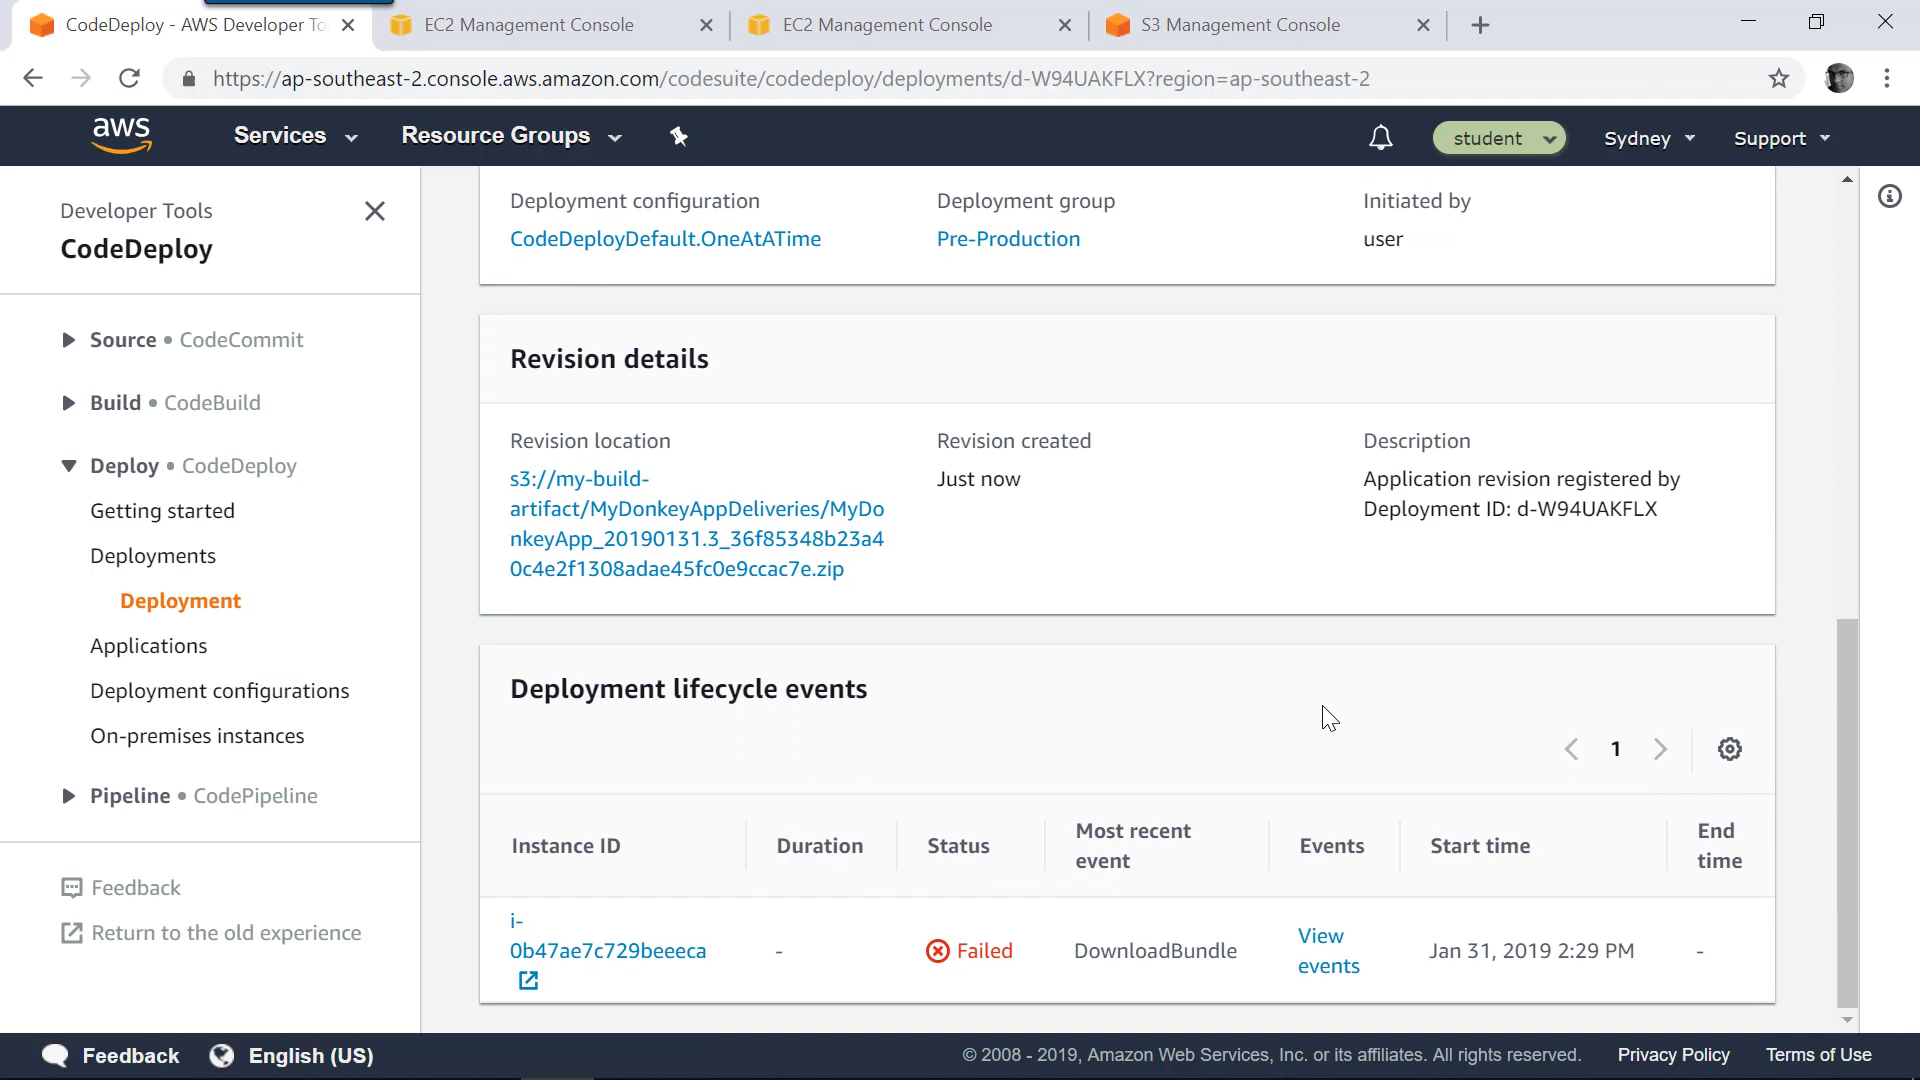 CodeDeploy - AWS Developer To
EC2 Management Console
EC2 Management Console
S3 Management Console
https://ap-southeast-2.console.aws.amazon.com/codesuite/codedeploy/deployments/d-W94UAKFLX?region=ap-southeast-2
aws
Services
Resource Groups
student
Sydney
Support
Developer Tools
CodeDeploy
Source • CodeCommit
Build • CodeBuild
Deploy • CodeDeploy
Getting started
Deployments
Deployment
Applications
Deployment configurations
On-premises instances
Pipeline • CodePipeline
Feedback
Return to the old experience
Deployment configuration
CodeDeployDefault.OneAtATime
Deployment group
Pre-Production
Initiated by
user
Revision details
Revision location
s3://my-build-
artifact/MyDonkeyAppDeliveries/MyDo
nkeyApp_20190131.3_36f85348b23a4
0c4e2f1308adae45fc0e9ccac7e.zip
Revision created
Just now
Description
Application revision registered by
Deployment ID: d-W94UAKFLX
Deployment lifecycle events
1
Instance ID
Duration
Status
Most recent
event
Events
Start time
End
time
i-
0b47ae7c729beeeca
-
Failed
DownloadBundle
View
events
Jan 31, 2019 2:29 PM
-
Feedback
English (US)
© 2008 - 2019, Amazon Web Services, Inc. or its affiliates. All rights reserved.
Privacy Policy
Terms of Use